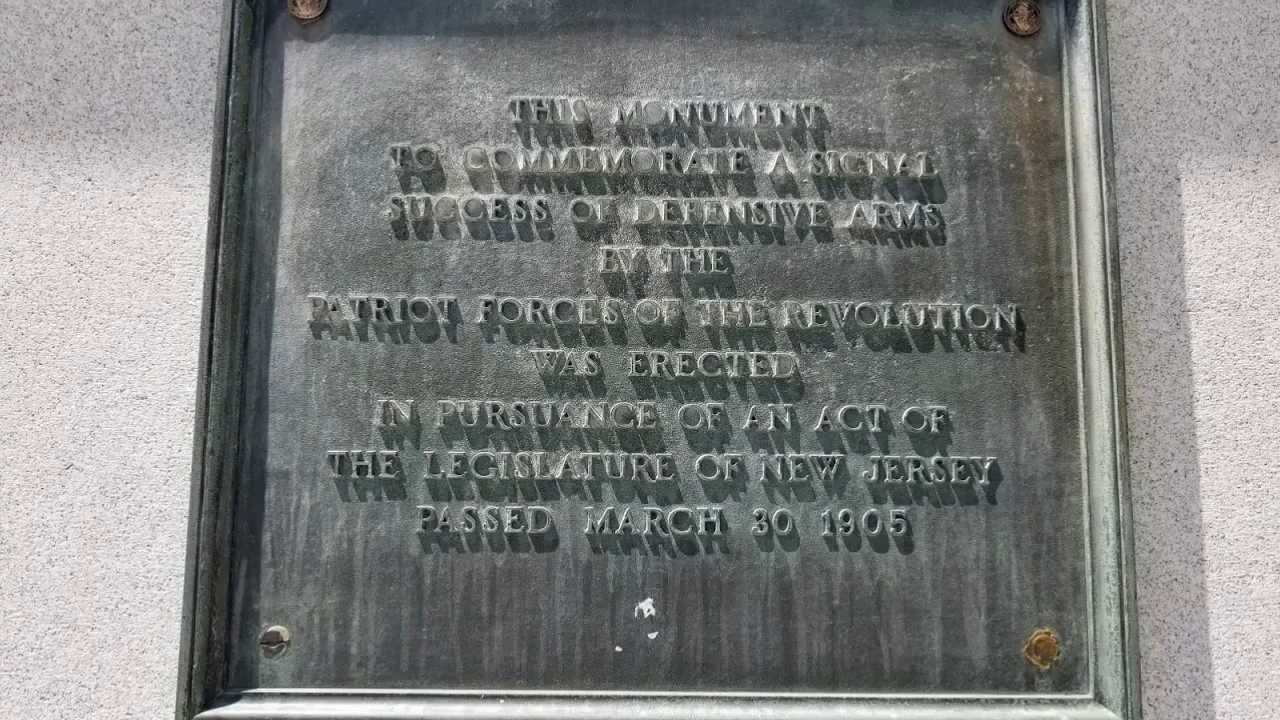 THIS MONUMENT
TO COMMEMORATE A SIGNAL
SUCCESS OF DEFENSIVE ARMS
BY THE
PATRIOT FORCES OF THE REVOLUTION
WAS ERECTED
IN PURSUANCE OF AN ACT OF
THE LEGISLATURE OF NEW JERSEY
PASSED MARCH 30 1905